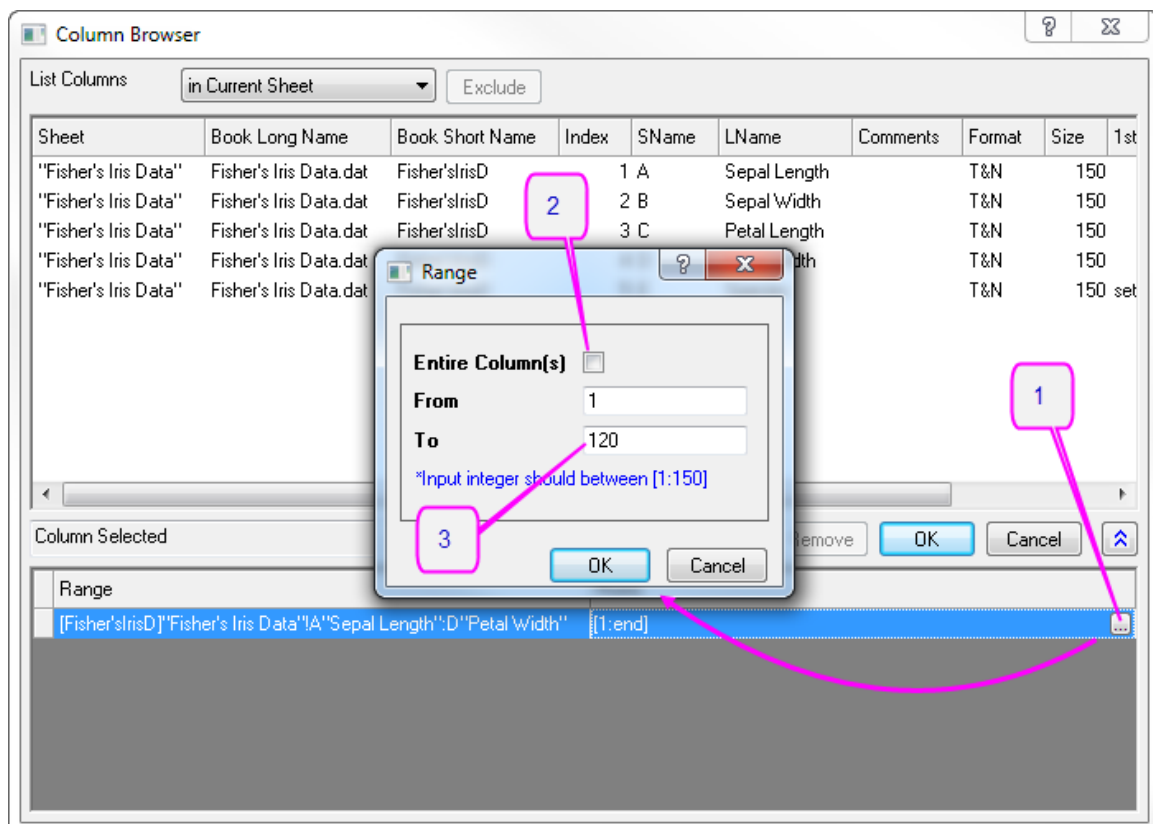 Column Browser
List Columns in Current Sheet Exclude
Sheet Book Long Name Book Short Name Index SName LName Comments Format Size 1st
"Fisher's Iris Data" Fisher's Iris Data.dat Fisher'sIrisD 1 A Sepal Length T&N 150
"Fisher's Iris Data" Fisher's Iris Data.dat Fisher'sIrisD 2 B Sepal Width T&N 150
"Fisher's Iris Data" Fisher's Iris Data.dat Fisher'sIrisD 3 C Petal Length T&N 150
"Fisher's Iris Data" Fisher's Iris Data.dat dth T&N 150
"Fisher's Iris Data" Fisher's Iris Data.dat T&N 150 set
2
Range
Entire Column(s)
From 1
To 120
*Input integer should between [1:150]
OK Cancel
1
3
Column Selected emove OK Cancel
Range
[Fisher'sIrisD]"Fisher's Iris Data"!A"Sepal Length":D"Petal Width" [1:end]
...